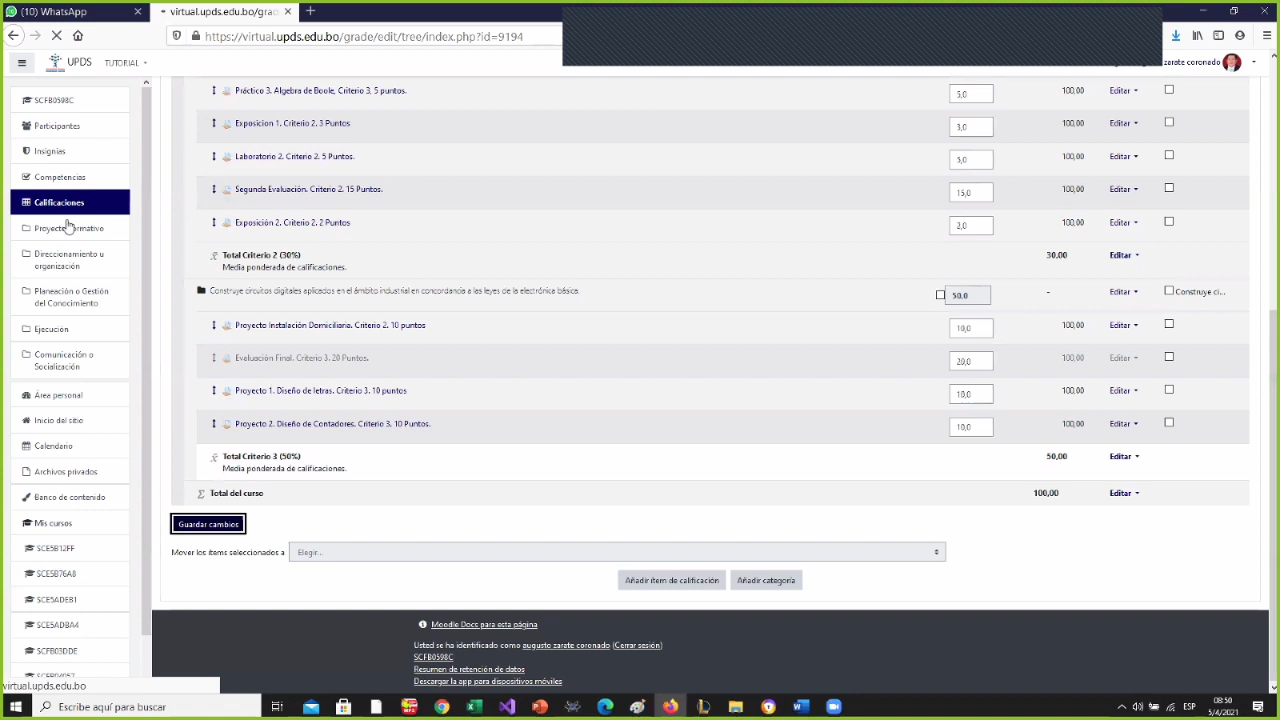 (10) WhatsApp
virtual.upds.edu.bo/grade/
https://virtual.upds.edu.bo/grade/edit/tree/index.php?id=9194
UPDS
TUTORIAL
zarate coronado
SCFB0598C
Participantes
Insignias
Competencias
Calificaciones
Proyecto formativo
Direccionamiento u
organización
Planeación o Gestión
del Conocimiento
Ejecución
Comunicación o
Socialización
Área personal
Inicio del sitio
Calendario
Archivos privados
Banco de contenido
Mis cursos
SCE5B12FF
SCE5B76A8
SCE5ADEB1
SCE5ADBA4
SCFB03DDE
virtual.upds.edu.bo
Práctico 3. Algebra de Boole, Criterio 3, 5 puntos.
5,0
100,00
Editar
Exposicion 1. Criterio 2. 3 Puntos
3,0
100,00
Editar
Laboratorio 2. Criterio 2. 5 Puntos.
5,0
100,00
Editar
Segunda Evaluación. Criterio 2. 15 Puntos.
15,0
100,00
Editar
Exposición 2. Criterio 2. 2 Puntos
2,0
100,00
Editar
Total Criterio 2 (30%)
Media ponderada de calificaciones.
30,00
Editar
Construye circuitos digitales aplicados en el ámbito industrial en concordancia a las leyes de la electrónica básica.
50,0
-
Editar
Construye ci...
Proyecto Instalación Domiciliaria. Criterio 2. 10 puntos
10,0
100,00
Editar
Evaluación Final. Criterio 3. 20 Puntos.
20,0
100,00
Editar
Proyecto 1. Diseño de letras. Criterio 3. 10 puntos
10,0
100,00
Editar
Proyecto 2. Diseño de Contadores. Criterio 3. 10 Puntos.
10,0
100,00
Editar
Total Criterio 3 (50%)
Media ponderada de calificaciones.
50,00
Editar
Total del curso
100,00
Editar
Guardar cambios
Mover los ítems seleccionados a
Elegir...
Añadir ítem de calificación
Añadir categoría
Moodle Docs para esta página
Usted se ha identificado como augusto zarate coronado (Cerrar sesión)
SCFB0598C
Resumen de retención de datos
Descargar la app para dispositivos móviles
Escribe aquí para buscar
ESP
08:50
5/4/2021